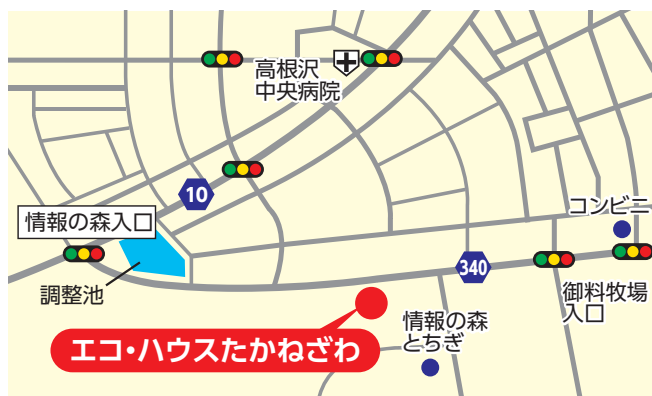 高根沢
中央病院
10
情報の森入口
コンビニ
340
調整池
御料牧場
入口
情報の森
とちぎ
エコ・ハウスたかねざわ